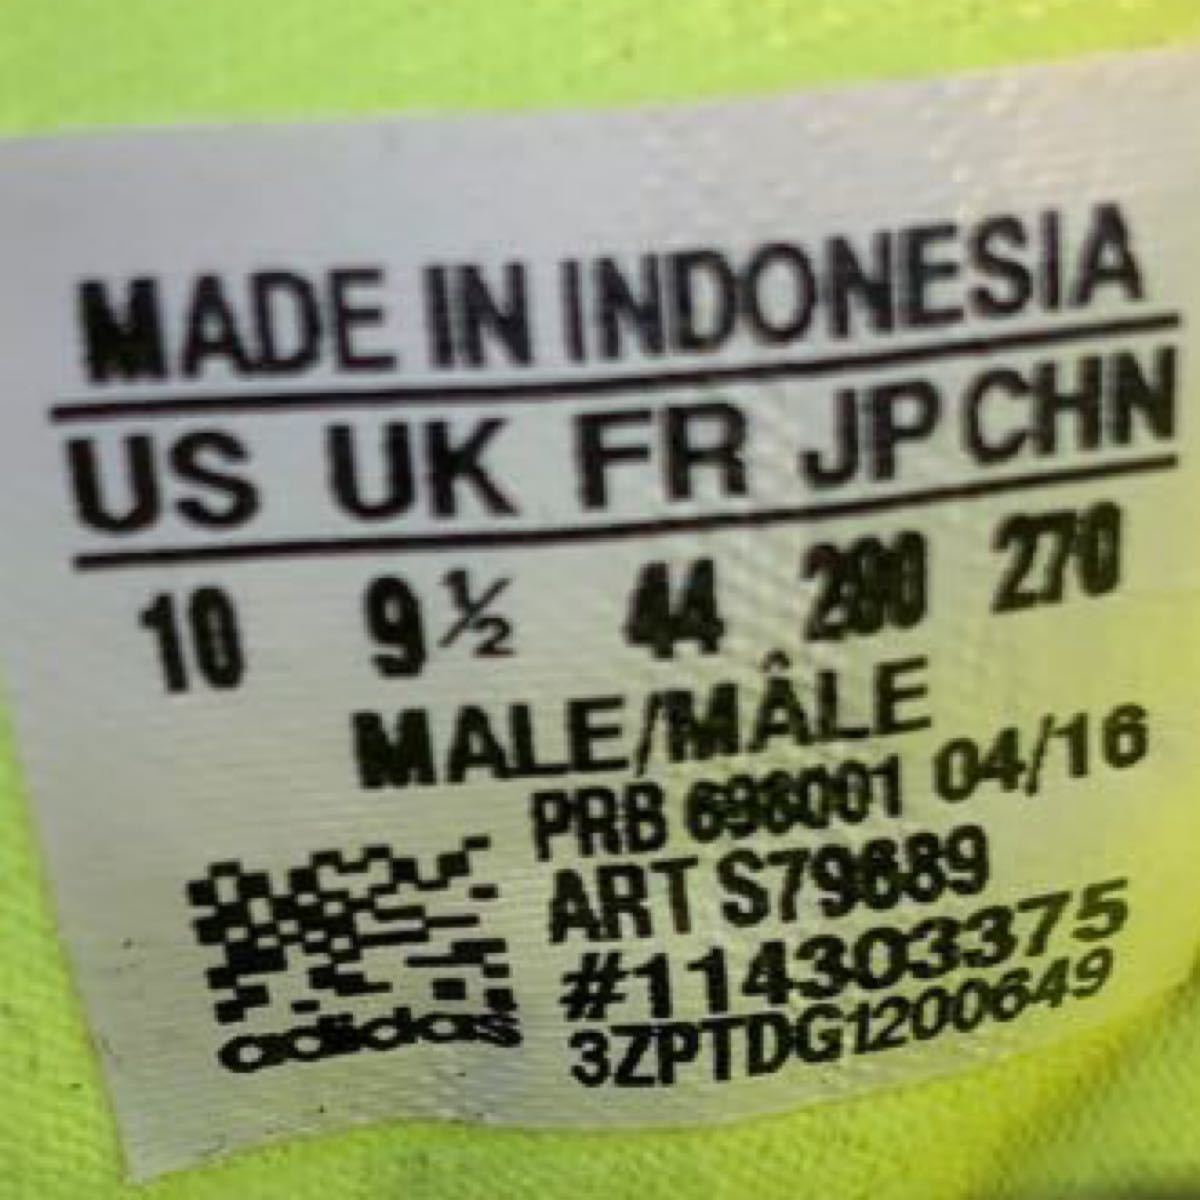 MADE IN INDONESIA
US UK FR JP CHN
10 9½ 44 280 270
MALE/MÂLE
PRB 698001 04/16
ART S79689
#114303375
3ZPTDG1200649
adidas